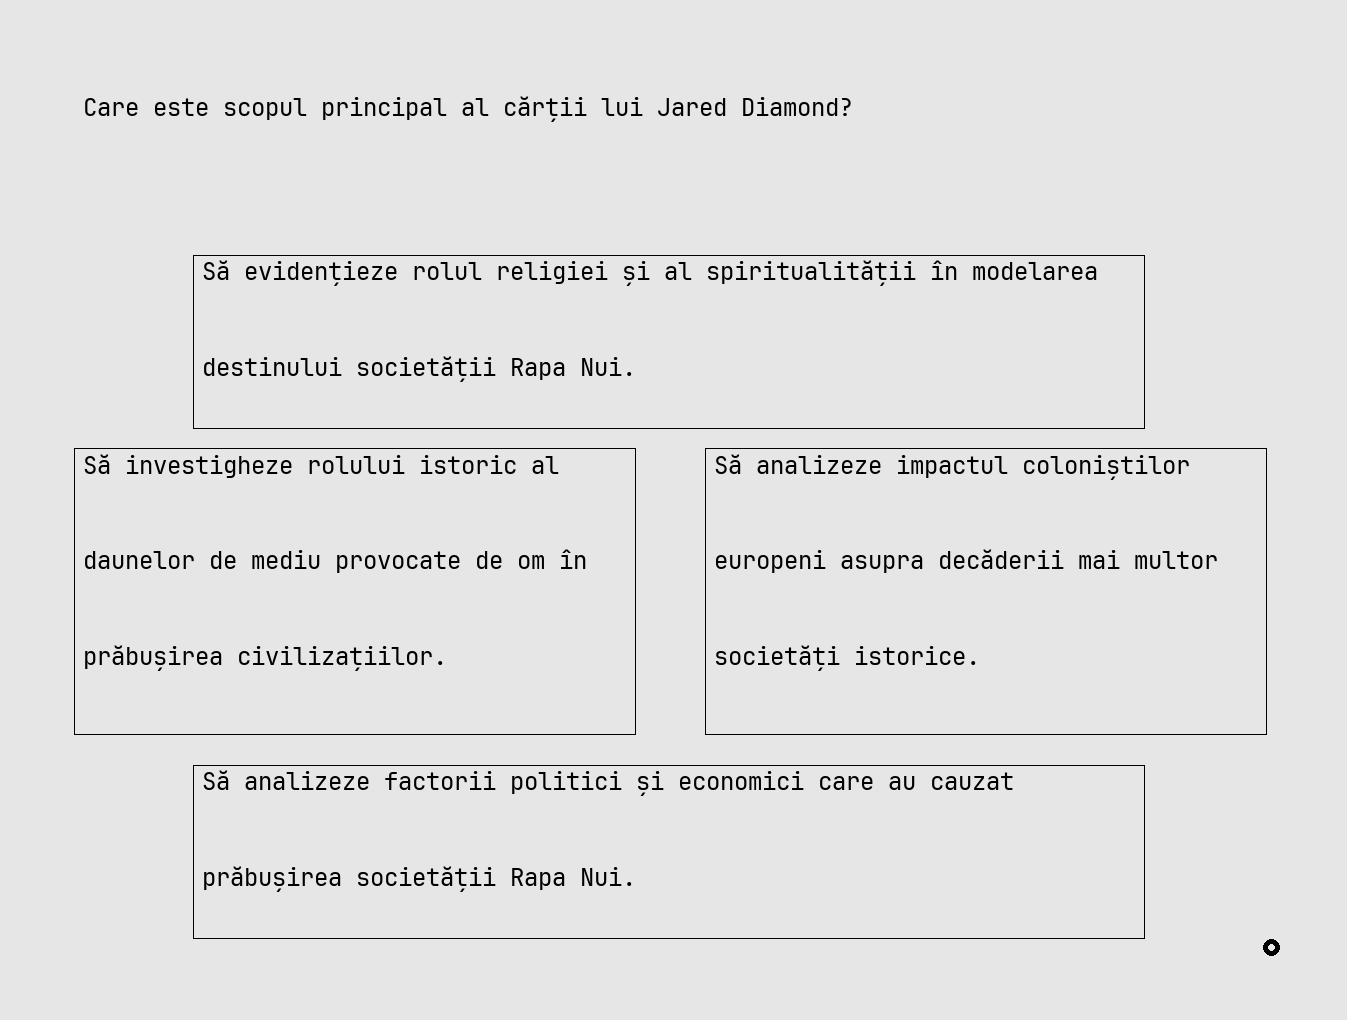 Care este scopul principal al cărții lui Jared Diamond?
Să evidențieze rolul religiei și al spiritualității în modelarea
destinului societății Rapa Nui.
Să investigheze rolului istoric al
daunelor de mediu provocate de om în
prăbușirea civilizațiilor.
Să analizeze impactul coloniștilor
europeni asupra decăderii mai multor
societăți istorice.
Să analizeze factorii politici și economici care au cauzat
prăbușirea societății Rapa Nui.